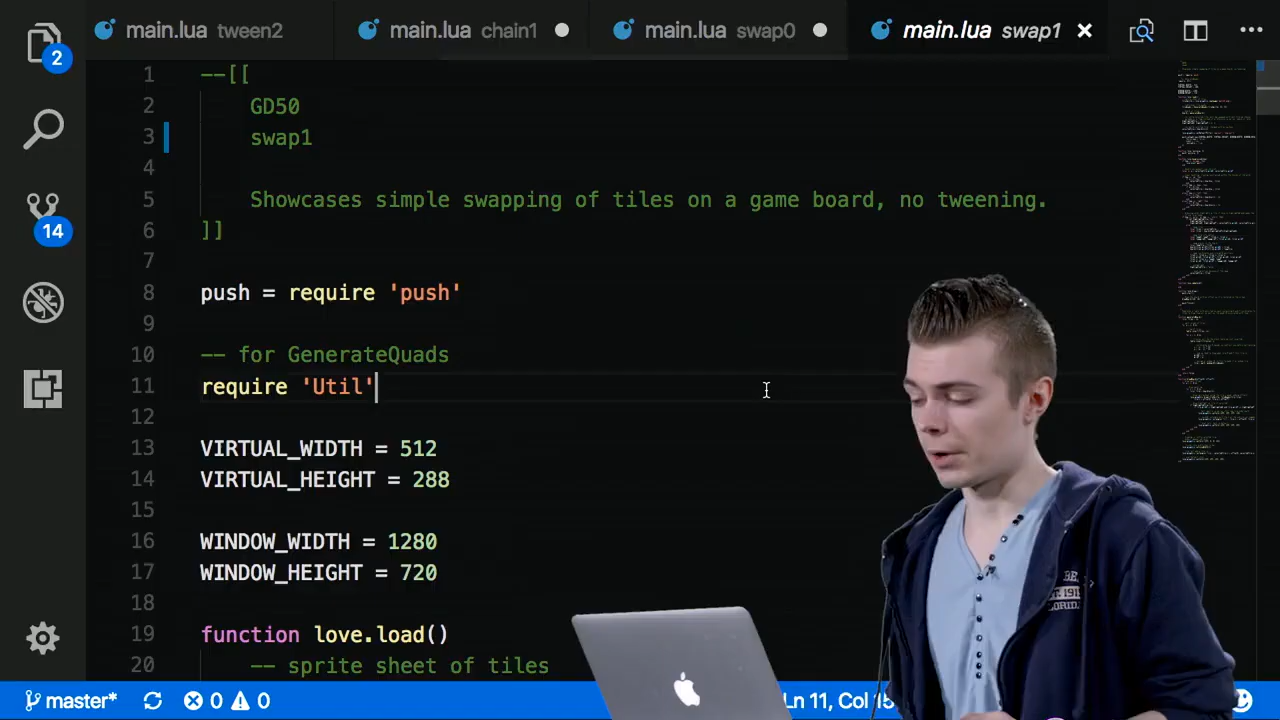 main.lua tween2
main.lua chain1
main.lua swap0
main.lua swap1
2
14
1 --[[
2 GD50
3 swap1
4
5 Showcases simple swapping of tiles on a game board, no tweening.
6 ]]
7
8 push = require 'push'
9
10 -- for GenerateQuads
11 require 'Util'
12
13 VIRTUAL_WIDTH = 512
14 VIRTUAL_HEIGHT = 288
15
16 WINDOW_WIDTH = 1280
17 WINDOW_HEIGHT = 720
18
19 function love.load()
20 -- sprite sheet of tiles
master* 0 0
Ln 11, Col 15